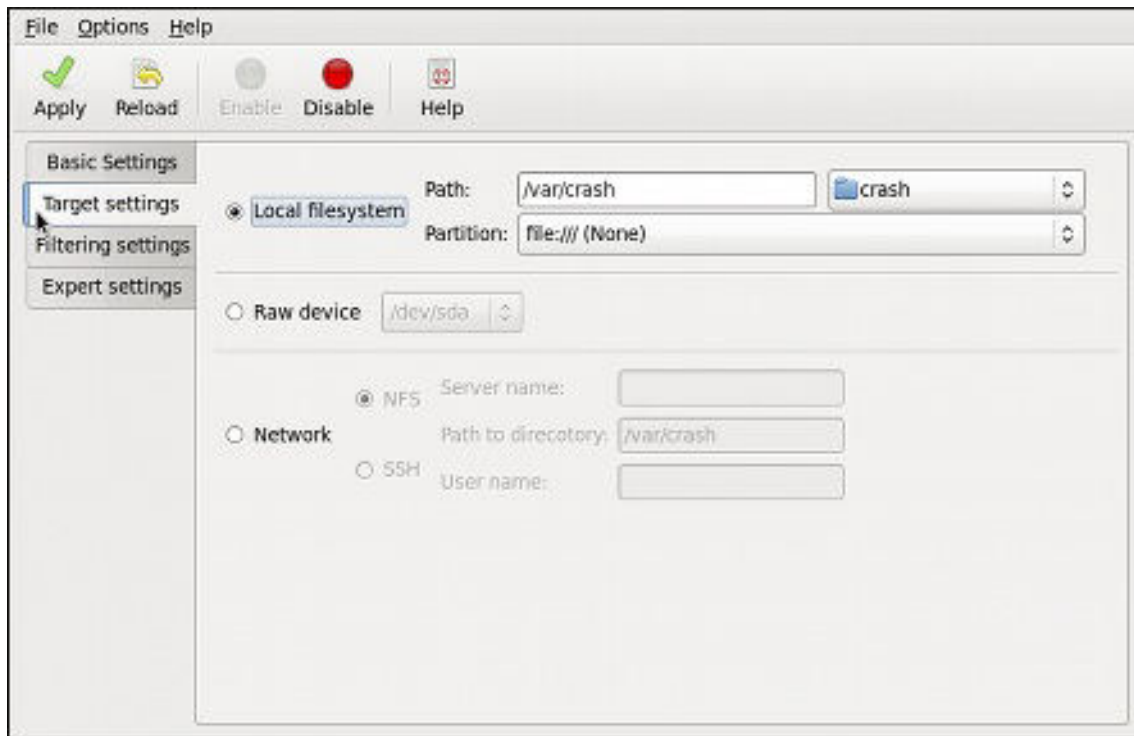 File Options Help
Apply Reload Enable Disable Help
Basic Settings
Target settings
Filtering settings
Expert settings
Local filesystem
Path: /var/crash crash
Partition: file:/// (None)
Raw device /dev/sda
Network
NFS
SSH
Server name:
Path to direcotory: /var/crash
User name: